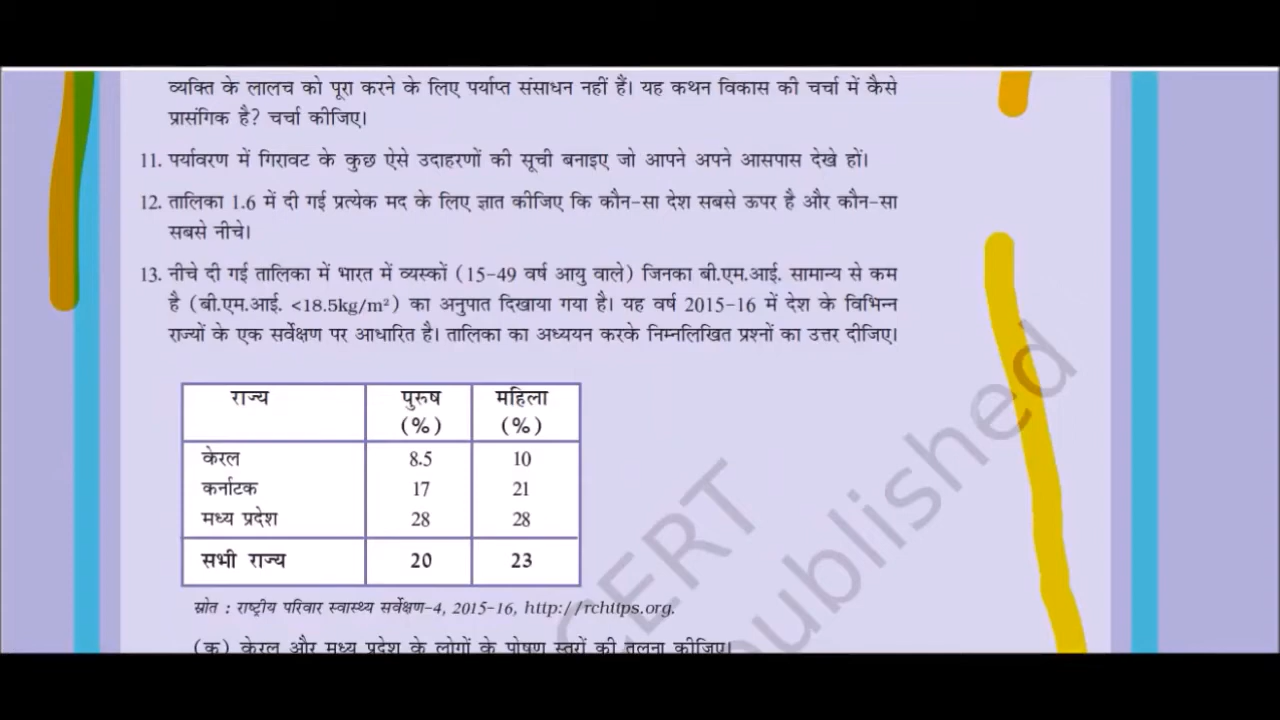 व्यक्ति के लालच को पूरा करने के लिए पर्याप्त संसाधन नहीं हैं। यह कथन विकास की चर्चा में कैसे
प्रासंगिक है? चर्चा कीजिए।
11. पर्यावरण में गिरावट के कुछ ऐसे उदाहरणों की सूची बनाइए जो आपने अपने आसपास देखे हों।
12. तालिका 1.6 में दी गई प्रत्येक मद के लिए ज्ञात कीजिए कि कौन-सा देश सबसे ऊपर है और कौन-सा
सबसे नीचे।
13. नीचे दी गई तालिका में भारत में व्यस्कों (15-49 वर्ष आयु वाले) जिनका बी.एम.आई. सामान्य से कम
है (बी.एम.आई. <18.5kg/m²) का अनुपात दिखाया गया है। यह वर्ष 2015-16 में देश के विभिन्न
राज्यों के एक सर्वेक्षण पर आधारित है। तालिका का अध्ययन करके निम्नलिखित प्रश्नों का उत्तर दीजिए।
राज्य पुरुष महिला
(%) (%)
केरल 8.5 10
कर्नाटक 17 21
मध्य प्रदेश 28 28
सभी राज्य 20 23
स्रोत : राष्ट्रीय परिवार स्वास्थ्य सर्वेक्षण-4, 2015-16, http://rchiips.org.
(क) केरल और मध्य प्रदेश के लोगों के पोषण स्तरों की तुलना कीजिए।
CERT
published